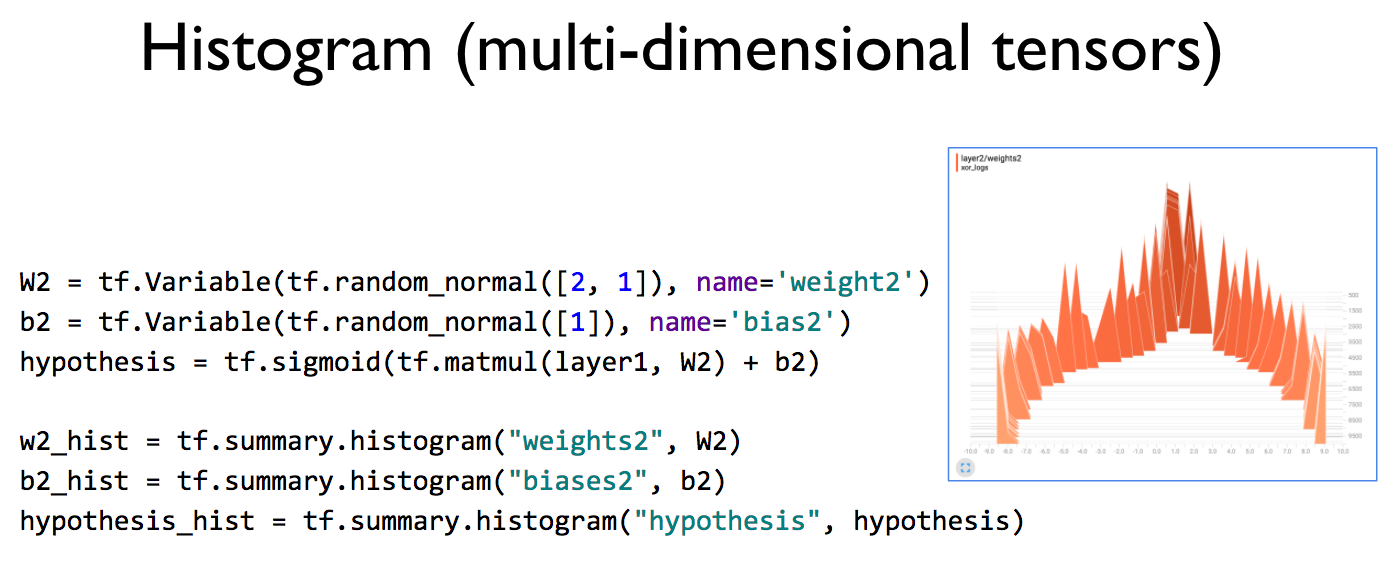 Histogram (multi-dimensional tensors)
layer2/weights2
xor_logs
W2 = tf.Variable(tf.random_normal([2, 1]), name='weight2')
b2 = tf.Variable(tf.random_normal([1]), name='bias2')
hypothesis = tf.sigmoid(tf.matmul(layer1, W2) + b2)
w2_hist = tf.summary.histogram("weights2", W2)
b2_hist = tf.summary.histogram("biases2", b2)
hypothesis_hist = tf.summary.histogram("hypothesis", hypothesis)
500
1500
2500
4500
5500
6500
7500
8500
9500
-10.0 -9.0 -8.0 -7.0 -6.0 -5.0 -4.0 -3.0 -2.0 -1.0 0.0 1.0 2.0 3.0 4.0 5.0 6.0 7.0 8.0 9.0 10.0